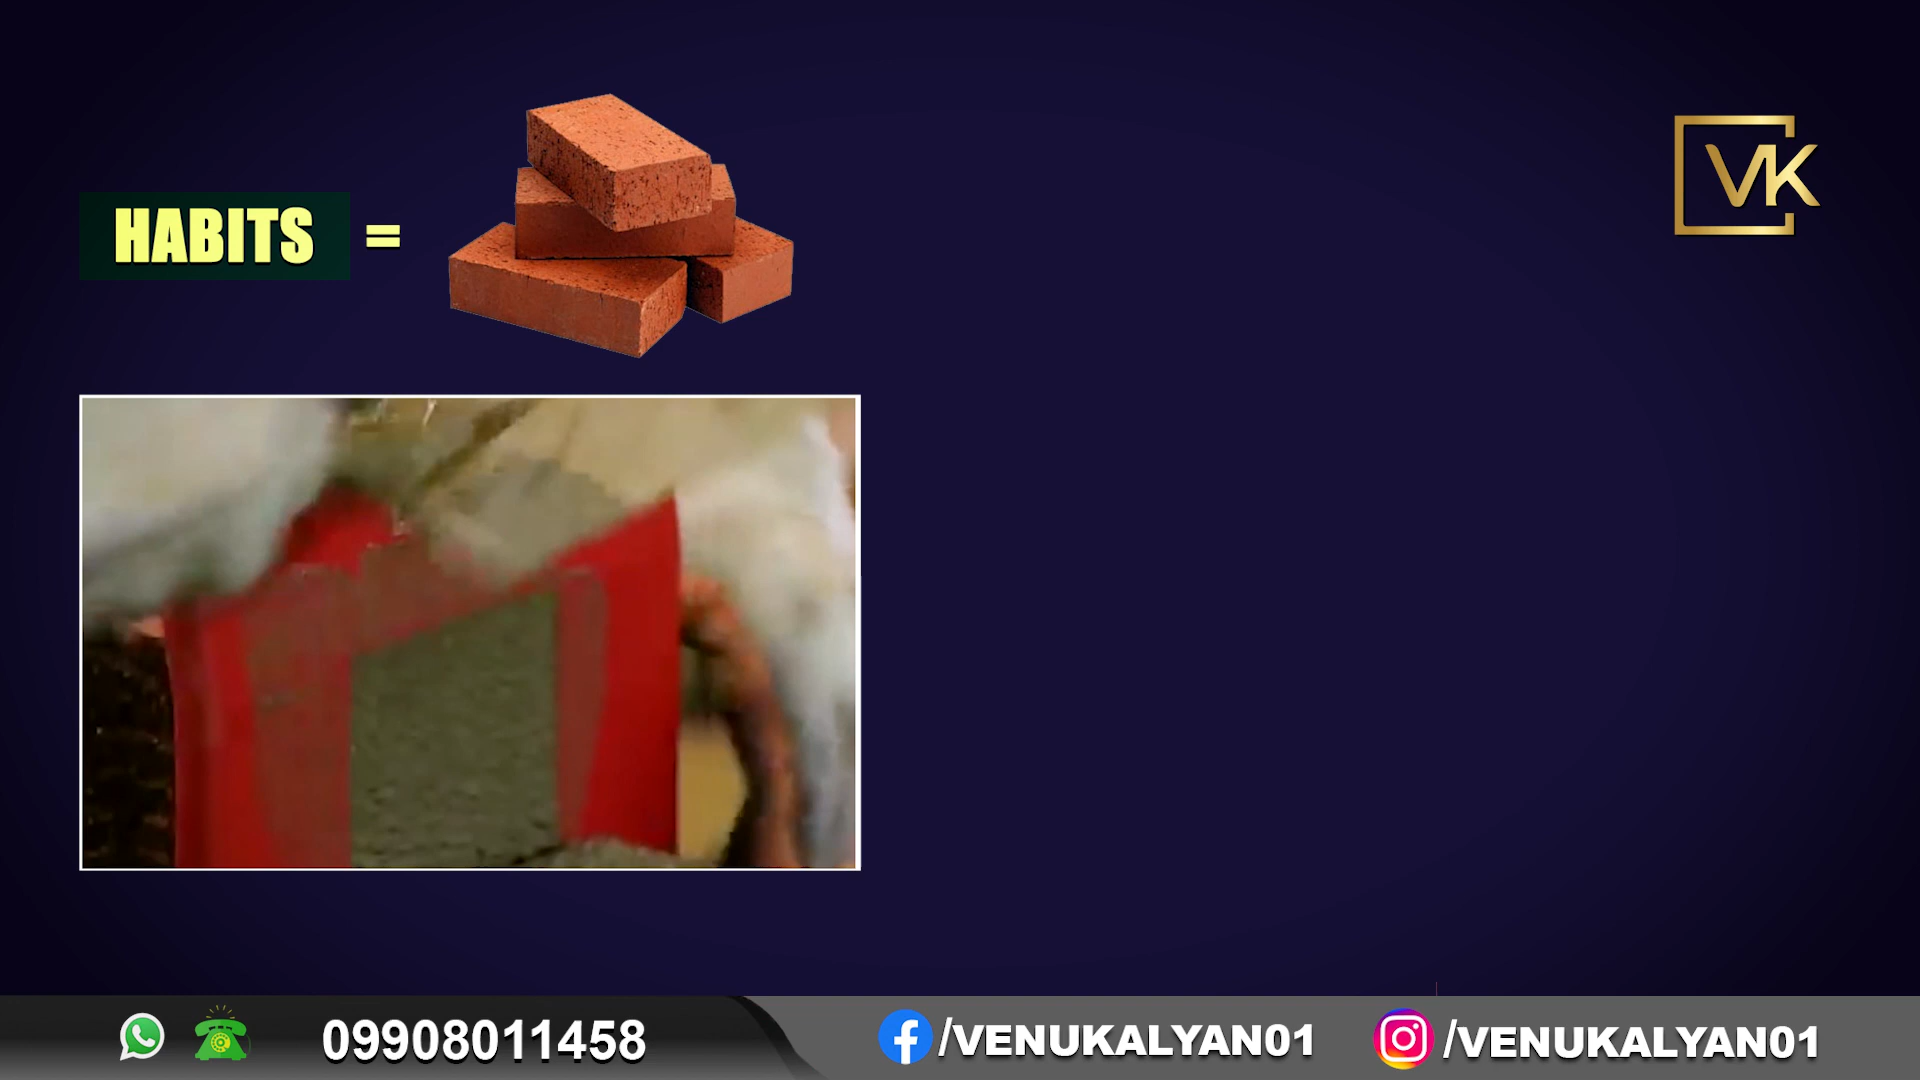 HABITS =
VK
09908011458
/VENUKALYAN01
/VENUKALYAN01